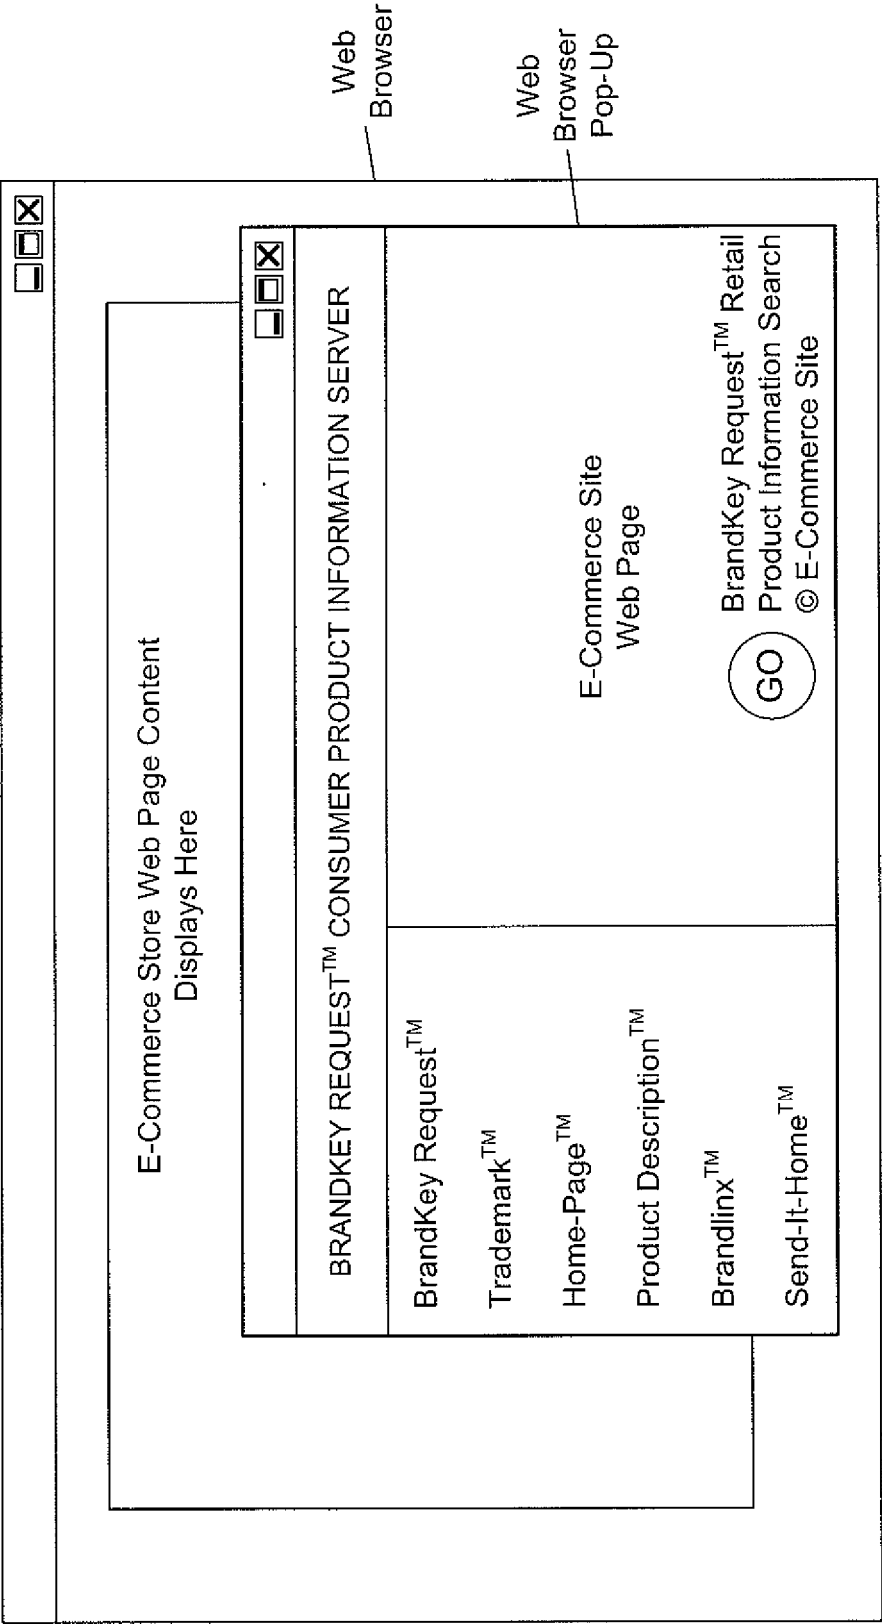 Web
Browser
Web
Browser
Pop-Up
E-Commerce Store Web Page Content
Displays Here
BRANDKEY REQUEST™ CONSUMER PRODUCT INFORMATION SERVER
BrandKey Request™
Trademark™
Home-Page™
Product Description™
Brandlinx™
Send-It-Home™
E-Commerce Site
Web Page
GO
BrandKey Request™ Retail
Product Information Search
© E-Commerce Site